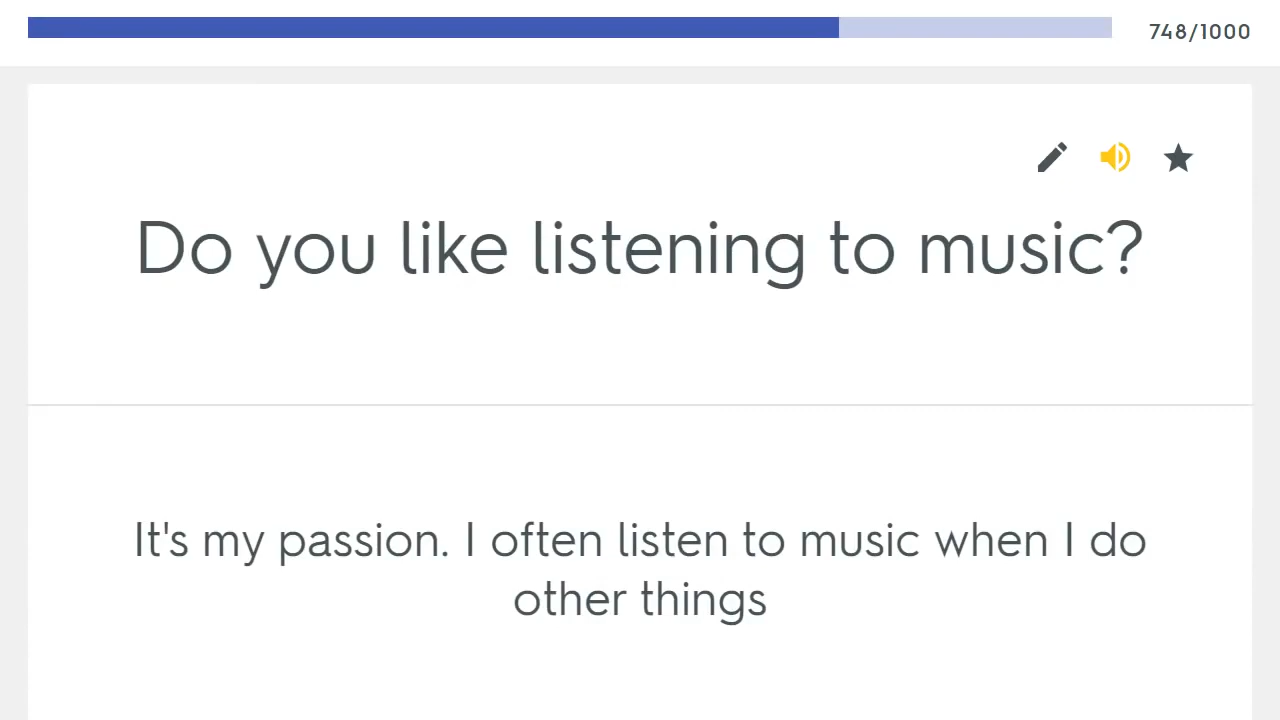 748/1000
Do you like listening to music?
It's my passion. I often listen to music when I do
other things